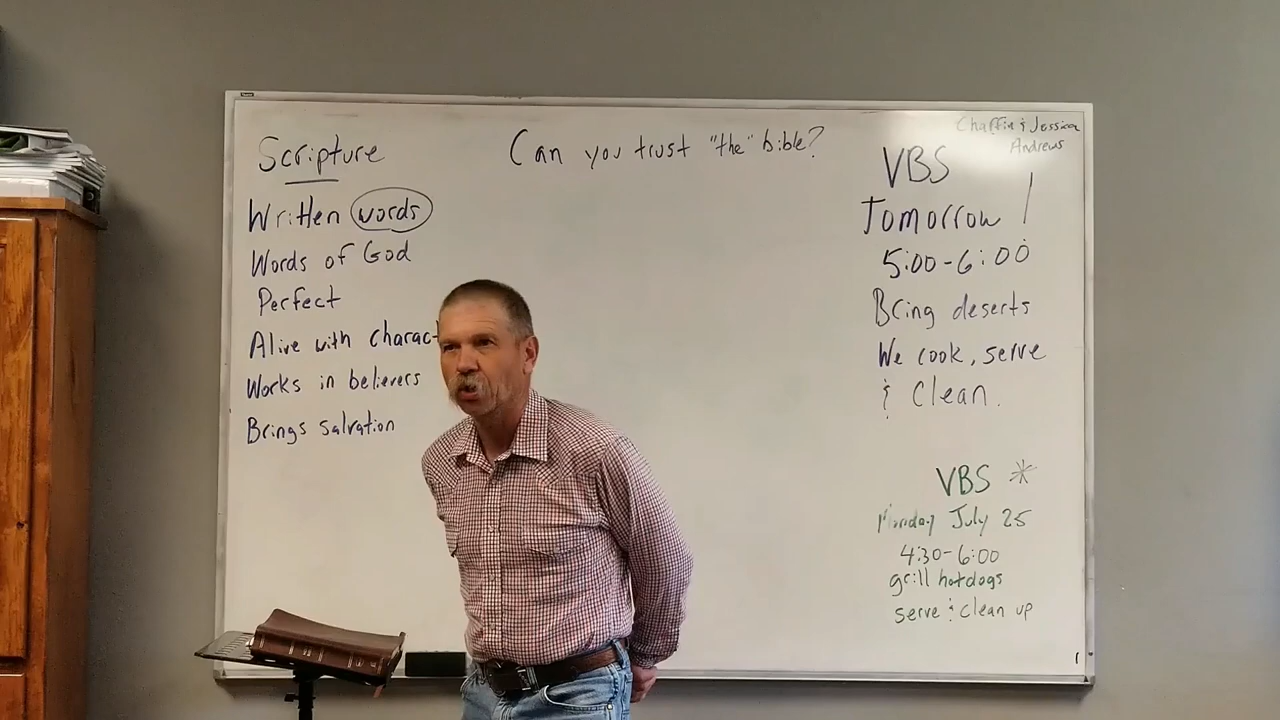 Scripture
Written words
Words of God
Perfect
Alive with charac
Works in believers
Brings salvation
Can you trust "the" bible?
Chaffin & Jessica
Andrews
VBS
Tomorrow!
5:00-6:00
Bring deserts
We cook, serve
& Clean.
VBS *
Monday July 25
4:30-6:00
grill hotdogs
serve & clean up